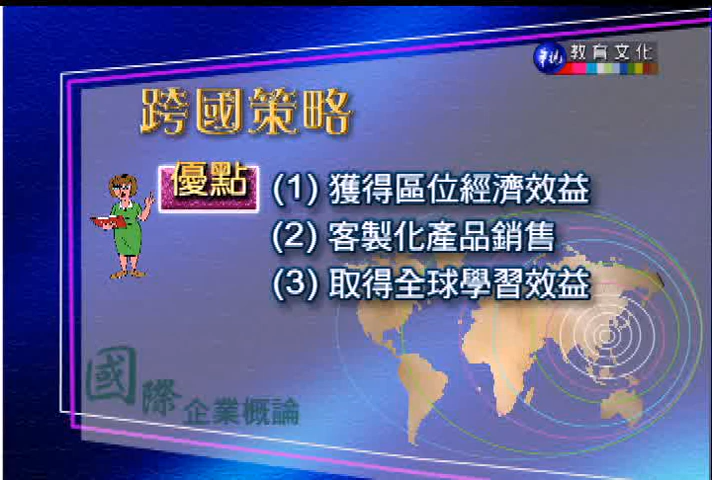 華視 教育文化
跨國策略
優點
(1) 獲得區位經濟效益
(2) 客製化產品銷售
(3) 取得全球學習效益
國際企業概論